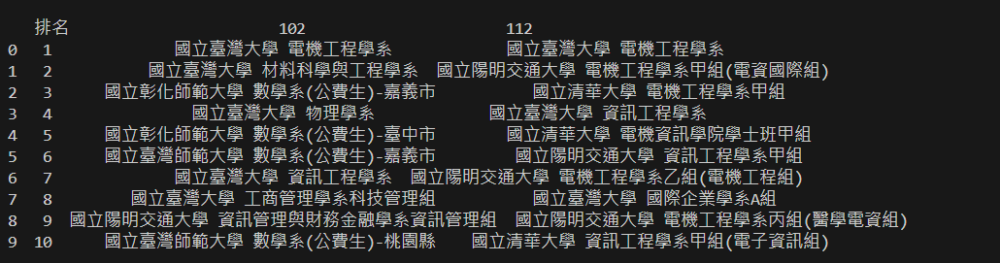 排名 102 112
0 1 國立臺灣大學 電機工程學系 國立臺灣大學 電機工程學系
1 2 國立臺灣大學 材料科學與工程學系 國立陽明交通大學 電機工程學系甲組(電資國際組)
2 3 國立彰化師範大學 數學系(公費生)-嘉義市 國立清華大學 電機工程學系甲組
3 4 國立臺灣大學 物理學系 國立臺灣大學 資訊工程學系
4 5 國立彰化師範大學 數學系(公費生)-臺中市 國立清華大學 電機資訊學院學士班甲組
5 6 國立臺灣師範大學 數學系(公費生)-嘉義市 國立陽明交通大學 資訊工程學系甲組
6 7 國立臺灣大學 資訊工程學系 國立陽明交通大學 電機工程學系乙組(電機工程組)
7 8 國立臺灣大學 工商管理學系科技管理組 國立臺灣大學 國際企業學系A組
8 9 國立陽明交通大學 資訊管理與財務金融學系資訊管理組 國立陽明交通大學 電機工程學系丙組(醫學電資組)
9 10 國立臺灣師範大學 數學系(公費生)-桃園縣 國立清華大學 資訊工程學系甲組(電子資訊組)